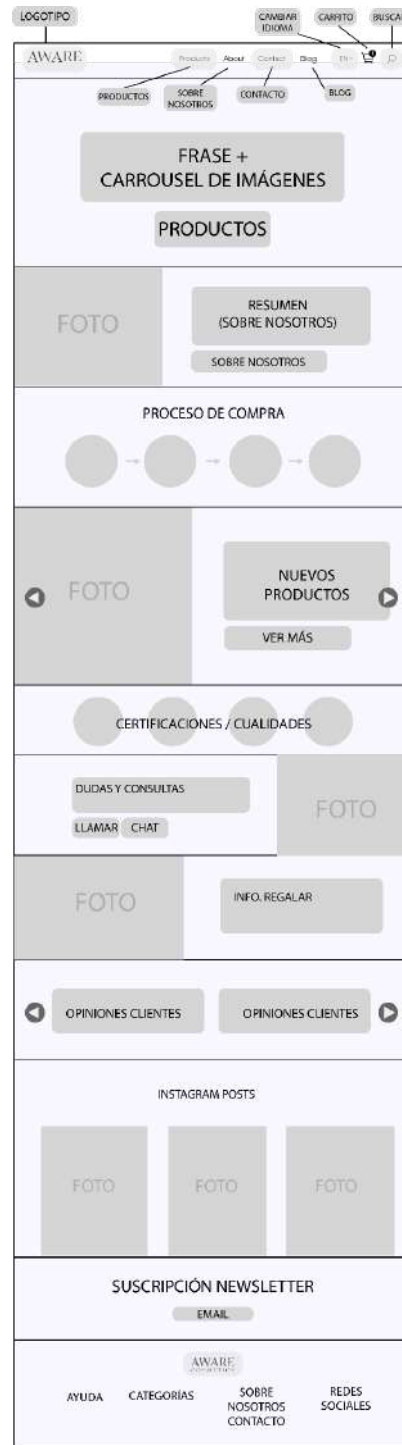 LOGOTIPO
CAMBIAR
IDIOMA
CARRITO
BUSCAR
AWARE
Products
About
Contact
Blog
EN
PRODUCTOS
SOBRE
NOSOTROS
CONTACTO
BLOG
FRASE +
CARROUSEL DE IMÁGENES
PRODUCTOS
FOTO
RESUMEN
(SOBRE NOSOTROS)
SOBRE NOSOTROS
PROCESO DE COMPRA
FOTO
NUEVOS
PRODUCTOS
VER MÁS
CERTIFICACIONES / CUALIDADES
DUDAS Y CONSULTAS
LLAMAR
CHAT
FOTO
FOTO
INFO. REGALAR
OPINIONES CLIENTES
OPINIONES CLIENTES
INSTAGRAM POSTS
FOTO
FOTO
FOTO
SUSCRIPCIÓN NEWSLETTER
EMAIL
AWARE
AYUDA
CATEGORÍAS
SOBRE
NOSOTROS
CONTACTO
REDES
SOCIALES